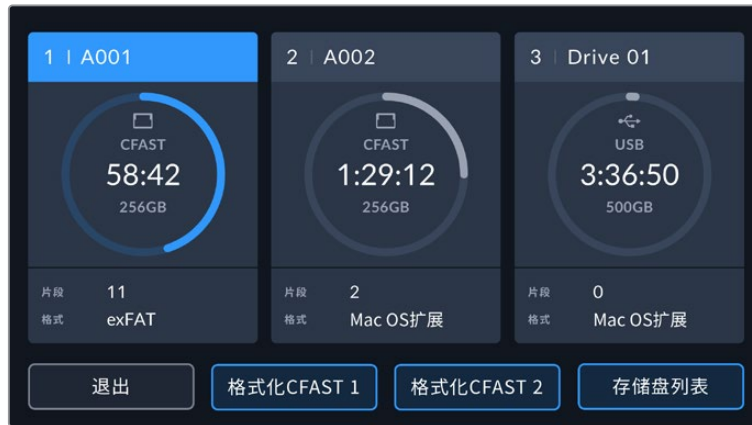 1 | A001
CFAST
58:42
256GB
片段 11
格式 exFAT
2 | A002
CFAST
1:29:12
256GB
片段 2
格式 Mac OS扩展
3 | Drive 01
USB
3:36:50
500GB
片段 0
格式 Mac OS扩展
退出
格式化CFAST 1
格式化CFAST 2
存储盘列表